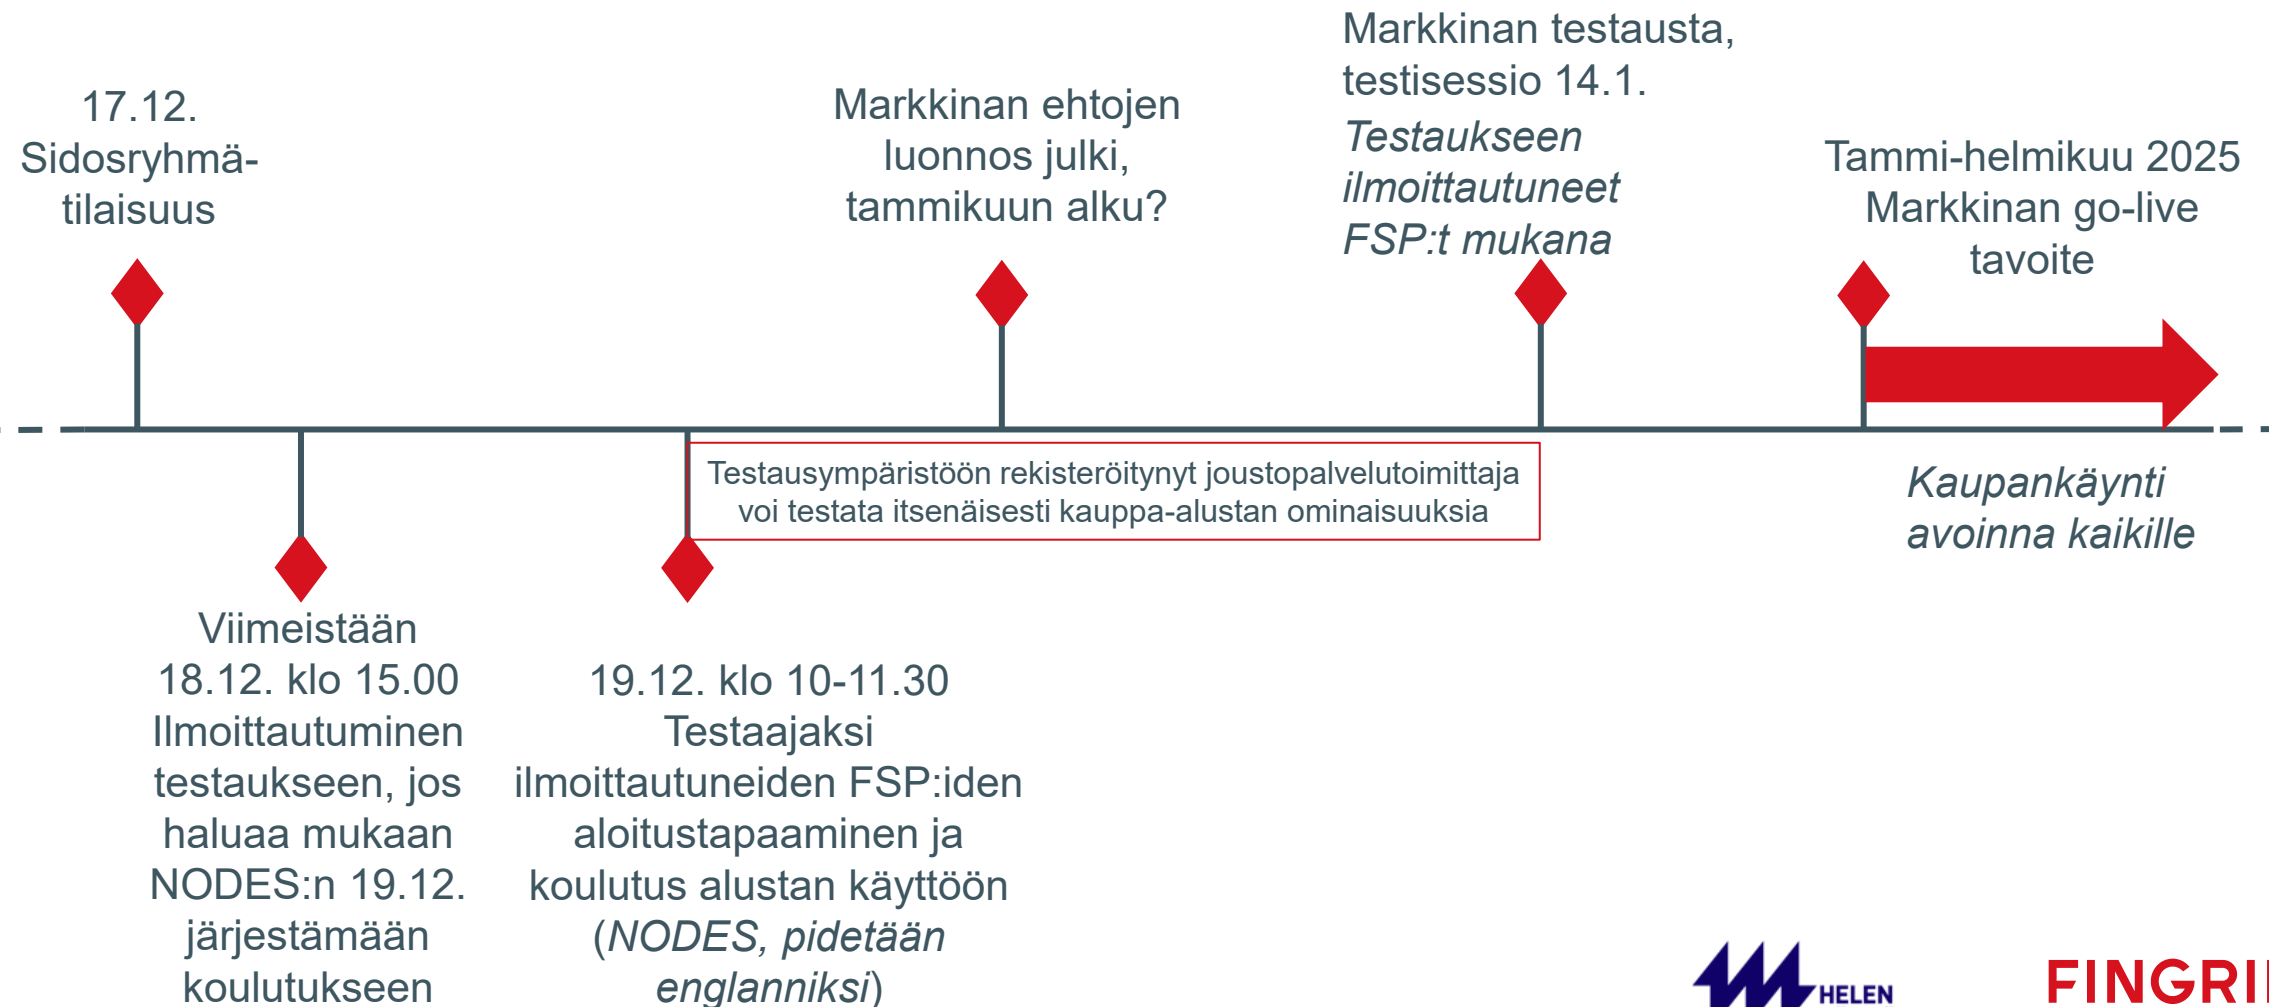 17.12.
Sidosryhmä-
tilaisuus
Markkinan ehtojen
luonnos julki,
tammikuun alku?
Markkinan testausta,
testisessio 14.1.
Testaukseen
ilmoittautuneet
FSP:t mukana
Tammi-helmikuu 2025
Markkinan go-live
tavoite
Testausympäristöön rekisteröitynyt joustopalvelutoimittaja
voi testata itsenäisesti kauppa-alustan ominaisuuksia
Kaupankäynti
avoinna kaikille
Viimeistään
18.12. klo 15.00
Ilmoittautuminen
testaukseen, jos
haluaa mukaan
NODES:n 19.12.
järjestämään
koulutukseen
19.12. klo 10-11.30
Testaajaksi
ilmoittautuneiden FSP:iden
aloitustapaaminen ja
koulutus alustan käyttöön
(NODES, pidetään
englanniksi)
HELEN
FINGRI